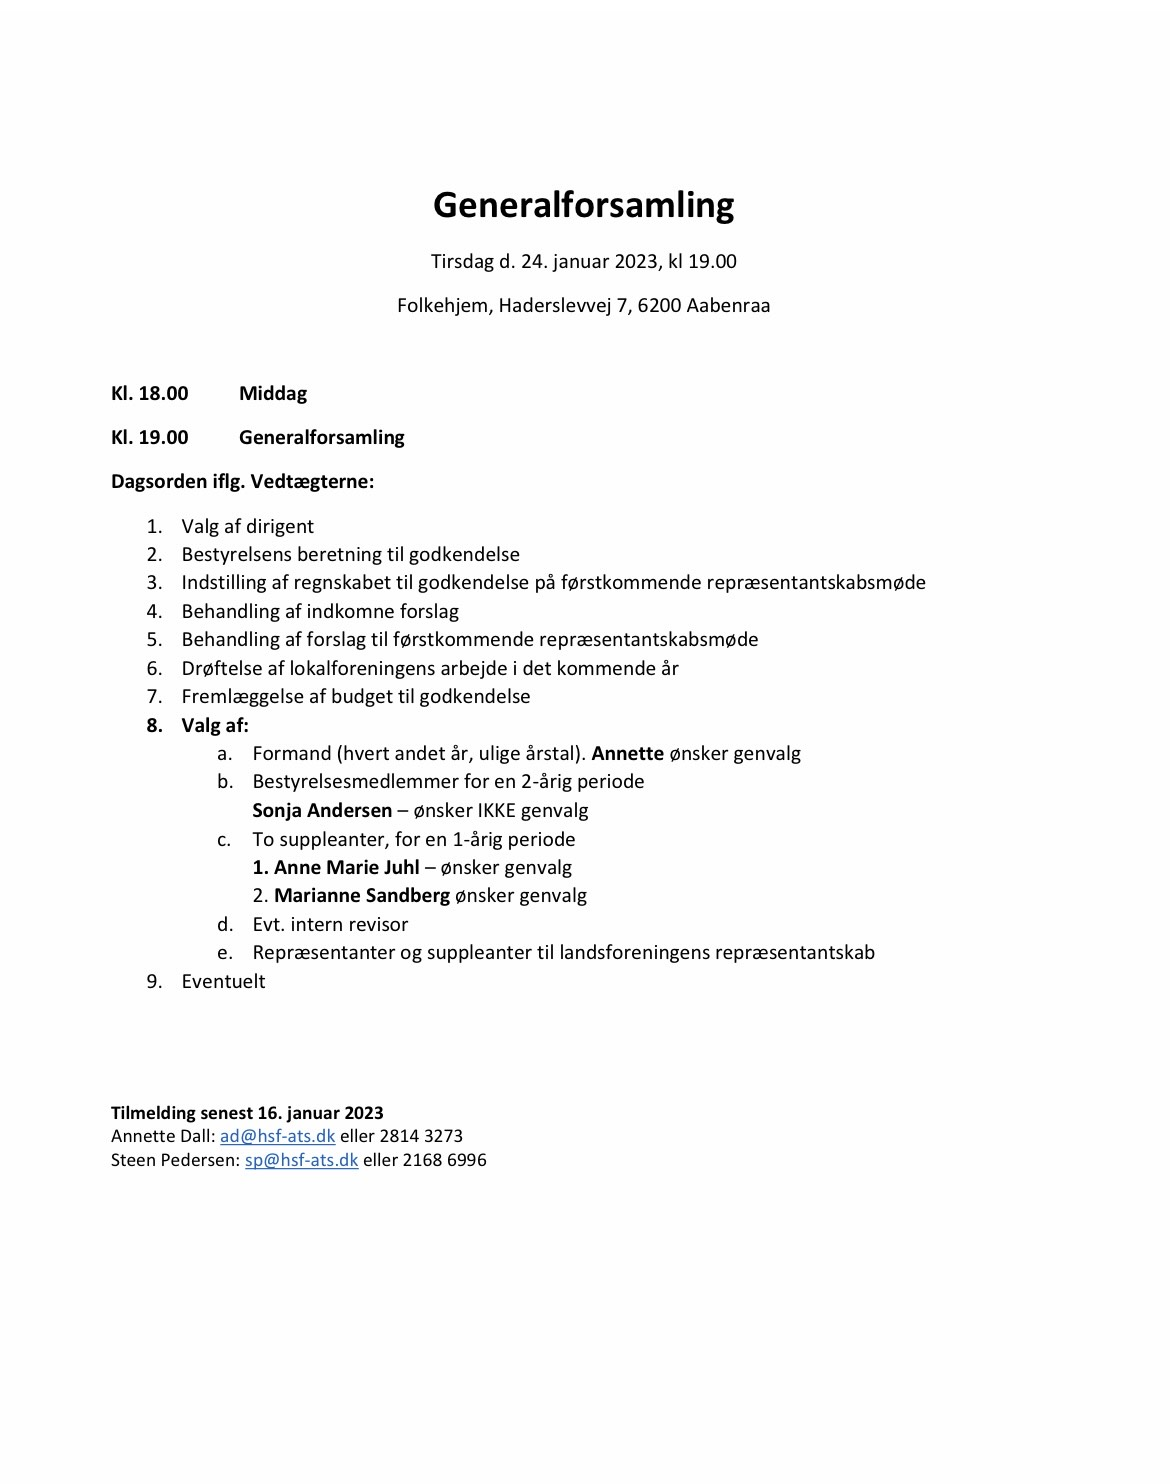 Generalforsamling
Tirsdag d. 24. januar 2023, kl 19.00
Folkehjem, Haderslevvej 7, 6200 Aabenraa
Kl. 18.00 Middag
Kl. 19.00 Generalforsamling
Dagsorden iflg. Vedtægterne:
1. Valg af dirigent
2. Bestyrelsens beretning til godkendelse
3. Indstilling af regnskabet til godkendelse på førstkommende repræsentantskabsmøde
4. Behandling af indkomne forslag
5. Behandling af forslag til førstkommende repræsentantskabsmøde
6. Drøftelse af lokalforeningens arbejde i det kommende år
7. Fremlæggelse af budget til godkendelse
8. Valg af:
a. Formand (hvert andet år, ulige årstal). Annette ønsker genvalg
b. Bestyrelsesmedlemmer for en 2-årig periode
Sonja Andersen – ønsker IKKE genvalg
c. To suppleanter, for en 1-årig periode
1. Anne Marie Juhl – ønsker genvalg
2. Marianne Sandberg ønsker genvalg
d. Evt. intern revisor
e. Repræsentanter og suppleanter til landsforeningens repræsentantskab
9. Eventuelt
Tilmelding senest 16. januar 2023
Annette Dall: ad@hsf-ats.dk eller 2814 3273
Steen Pedersen: sp@hsf-ats.dk eller 2168 6996